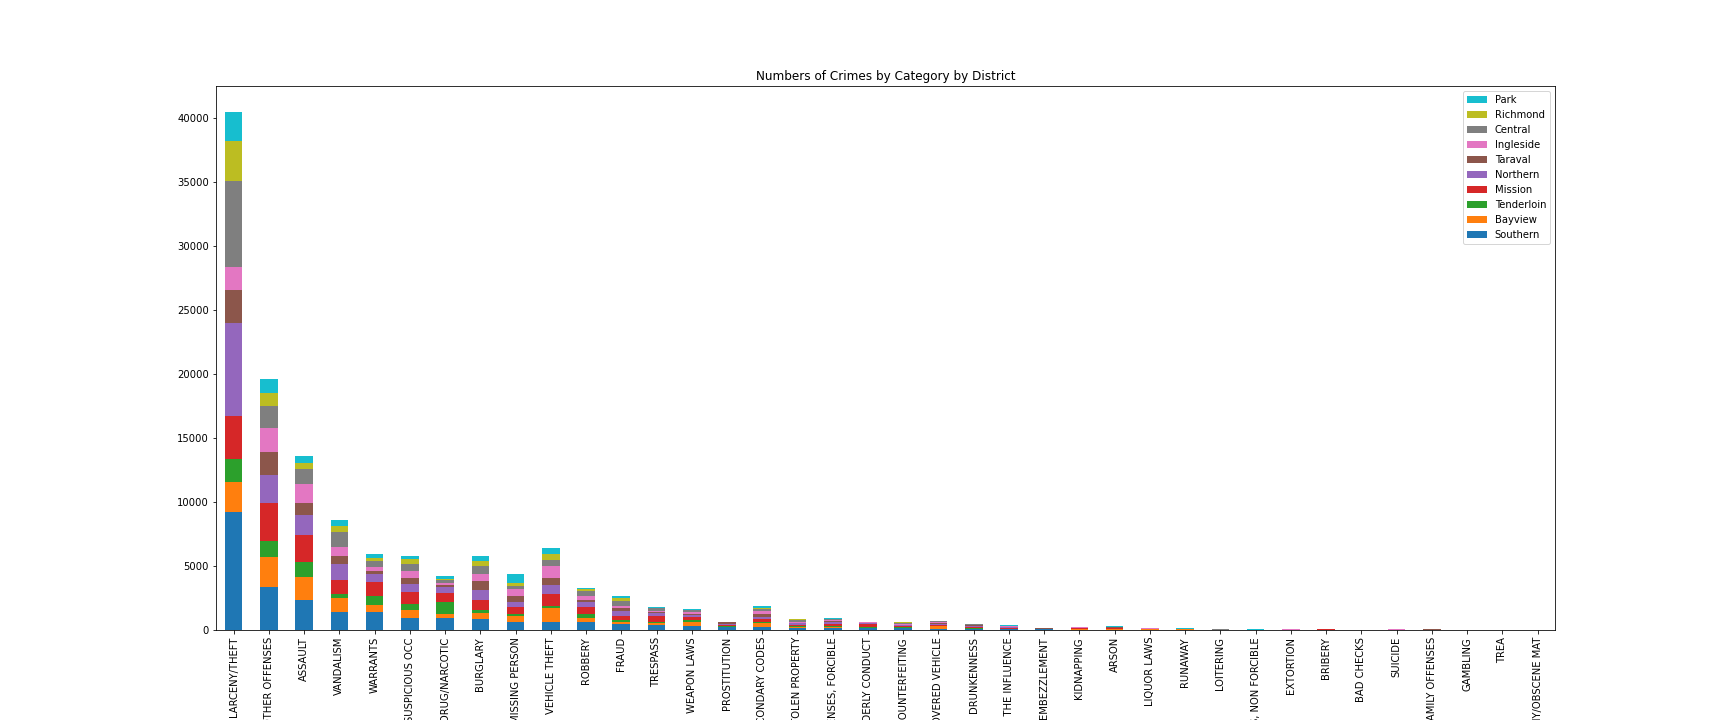 Numbers of Crimes by Category by District
40000
35000
30000
25000
20000
15000
10000
5000
0
Park
Richmond
Central
Ingleside
Taraval
Northern
Mission
Tenderloin
Bayview
Southern
LARCENY/THEFT
THER OFFENSES
ASSAULT
VANDALISM
WARRANTS
SUSPICIOUS OCC
DRUG/NARCOTIC
BURGLARY
MISSING PERSON
VEHICLE THEFT
ROBBERY
FRAUD
TRESPASS
WEAPON LAWS
PROSTITUTION
CONDARY CODES
TOLEN PROPERTY
NSES, FORCIBLE
DERLY CONDUCT
OUNTERFEITING
OVERED VEHICLE
DRUNKENNESS
THE INFLUENCE
EMBEZZLEMENT
KIDNAPPING
ARSON
LIQUOR LAWS
RUNAWAY
LOITERING
, NON FORCIBLE
EXTORTION
BRIBERY
BAD CHECKS
SUICIDE
AMILY OFFENSES
GAMBLING
TREA
Y/OBSCENE MAT